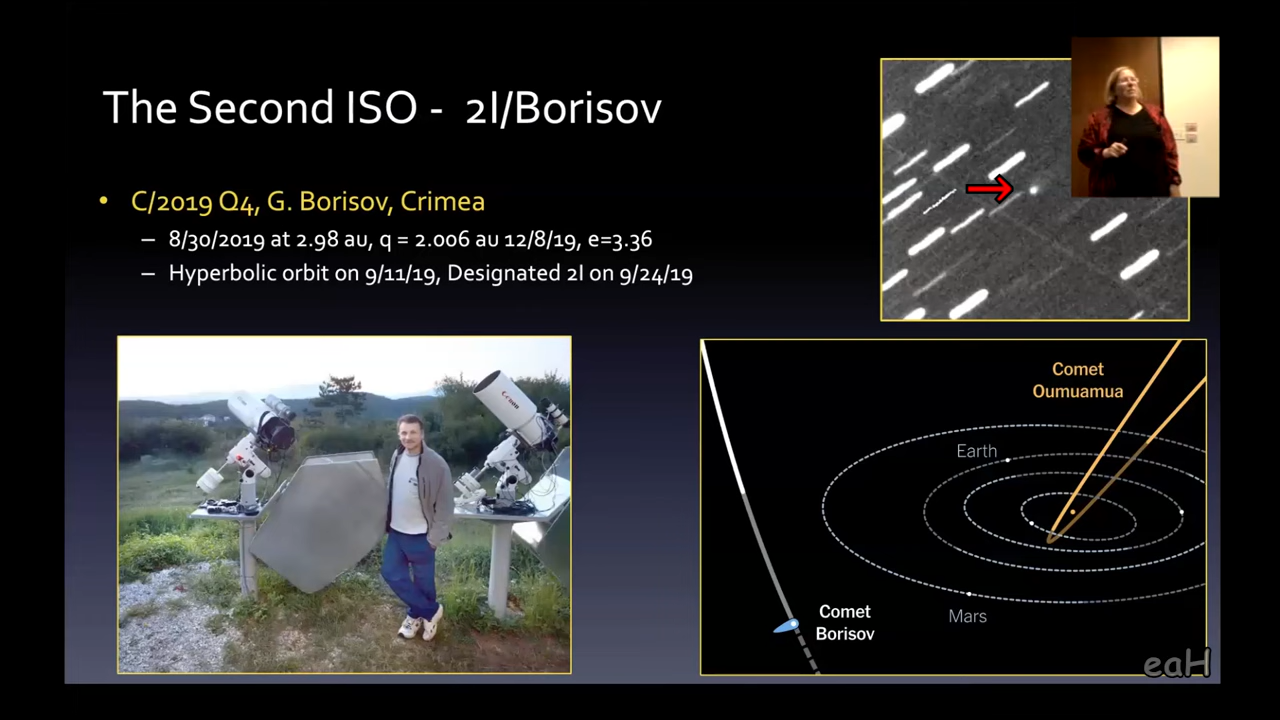 The Second ISO - 2I/Borisov
• C/2019 Q4, G. Borisov, Crimea
– 8/30/2019 at 2.98 au, q = 2.006 au 12/8/19, e=3.36
– Hyperbolic orbit on 9/11/19, Designated 2I on 9/24/19
Canon
Comet
Oumuamua
Earth
Comet
Borisov
Mars
eaH